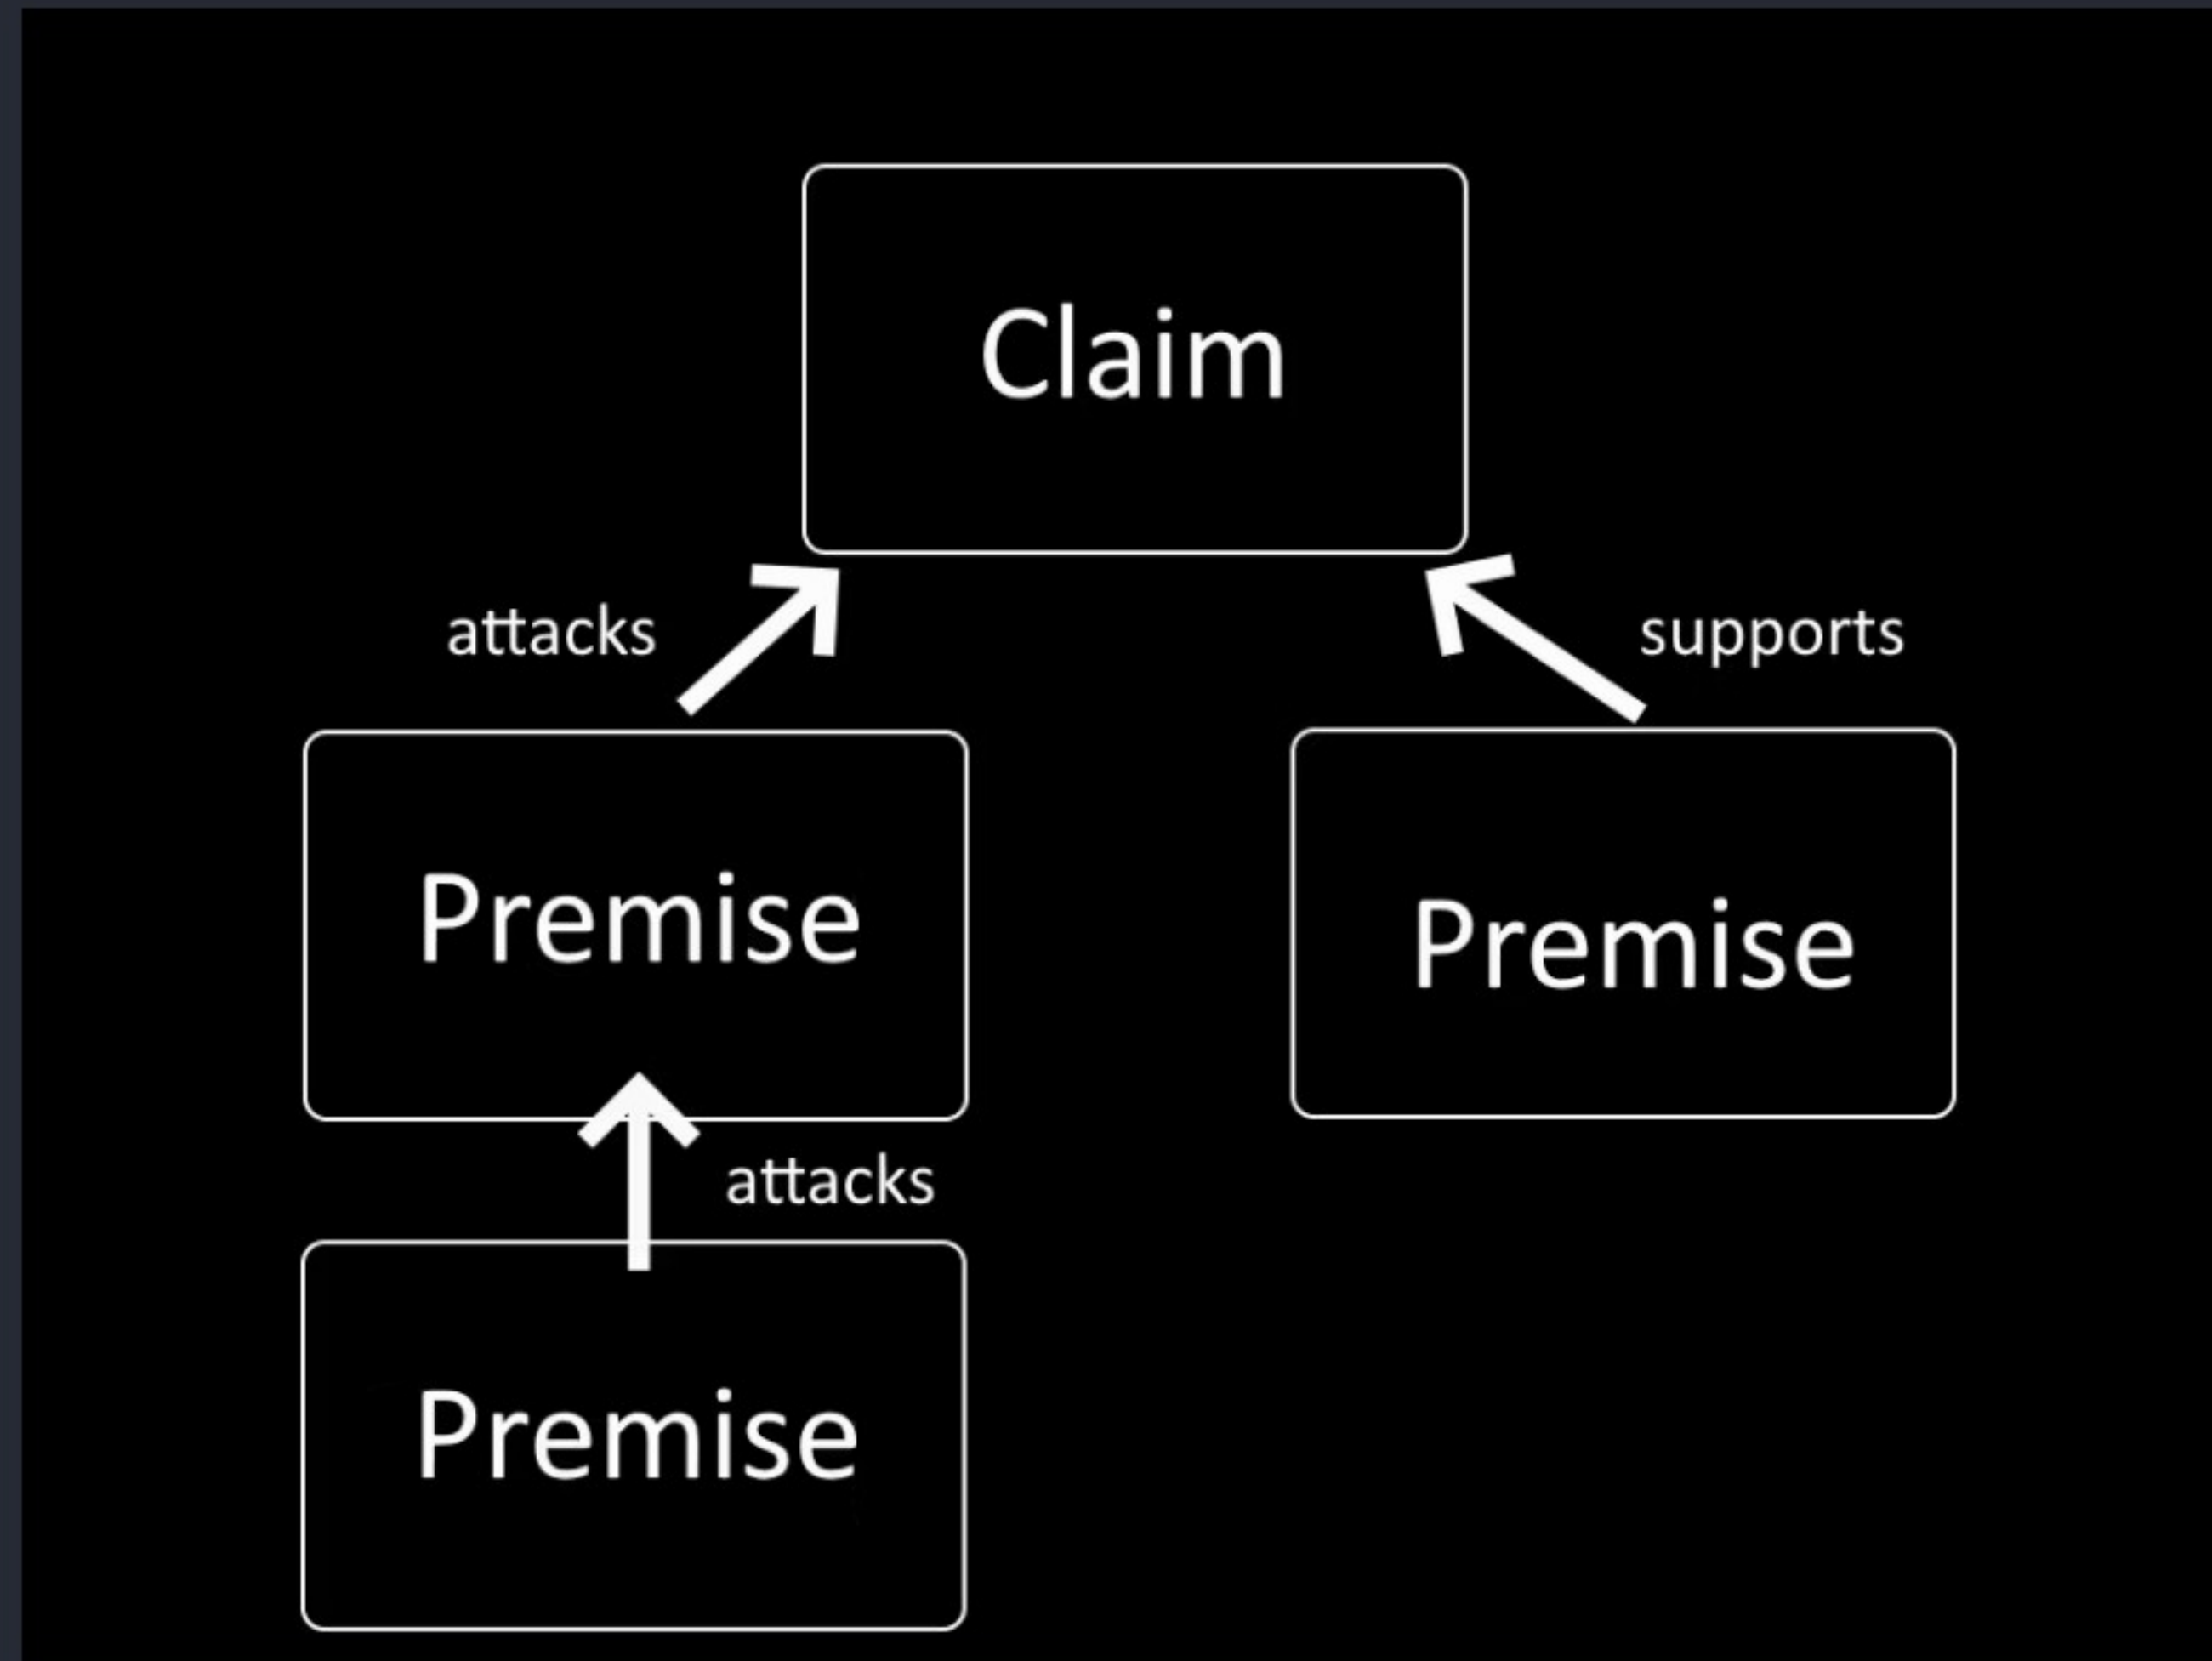 Claim
attacks
supports
Premise
Premise
attacks
Premise